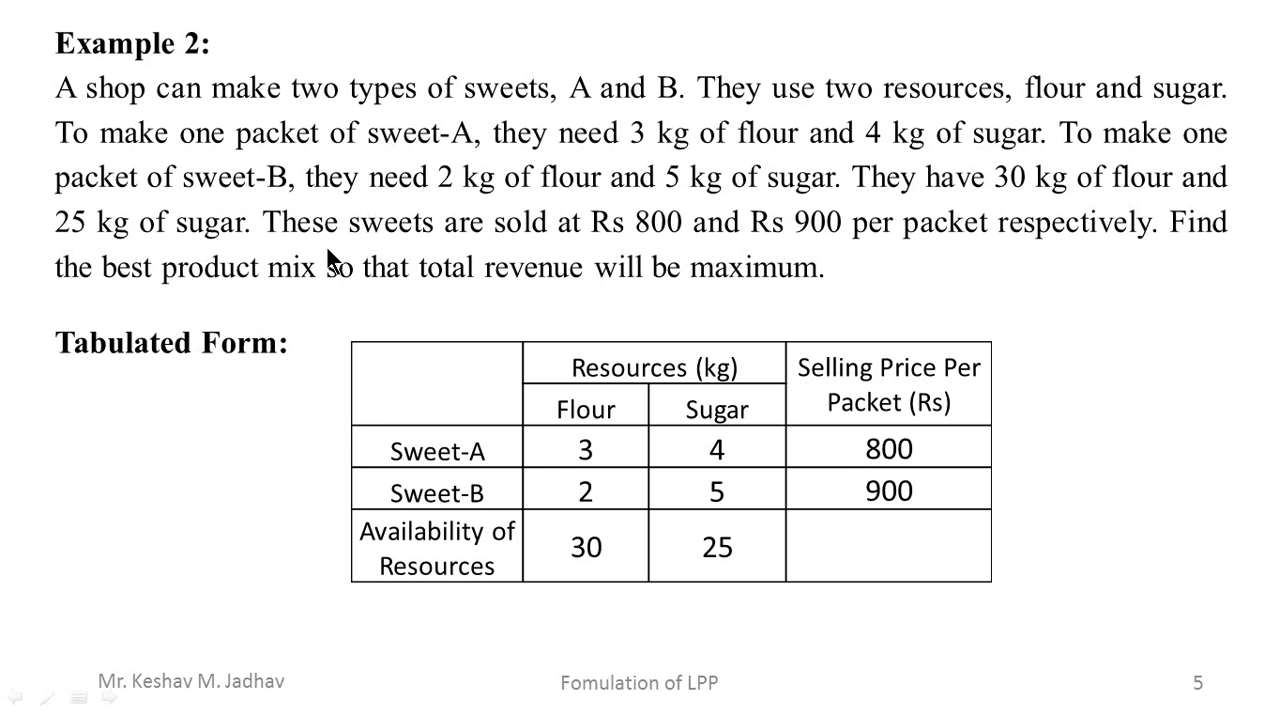 Example 2:
A shop can make two types of sweets, A and B. They use two resources, flour and sugar.
To make one packet of sweet-A, they need 3 kg of flour and 4 kg of sugar. To make one
packet of sweet-B, they need 2 kg of flour and 5 kg of sugar. They have 30 kg of flour and
25 kg of sugar. These sweets are sold at Rs 800 and Rs 900 per packet respectively. Find
the best product mix so that total revenue will be maximum.
Tabulated Form:
Resources (kg)
Selling Price Per
Packet (Rs)
Flour
Sugar
Sweet-A
3
4
800
Sweet-B
2
5
900
Availability of
Resources
30
25
Mr. Keshav M. Jadhav
Fomulation of LPP
5